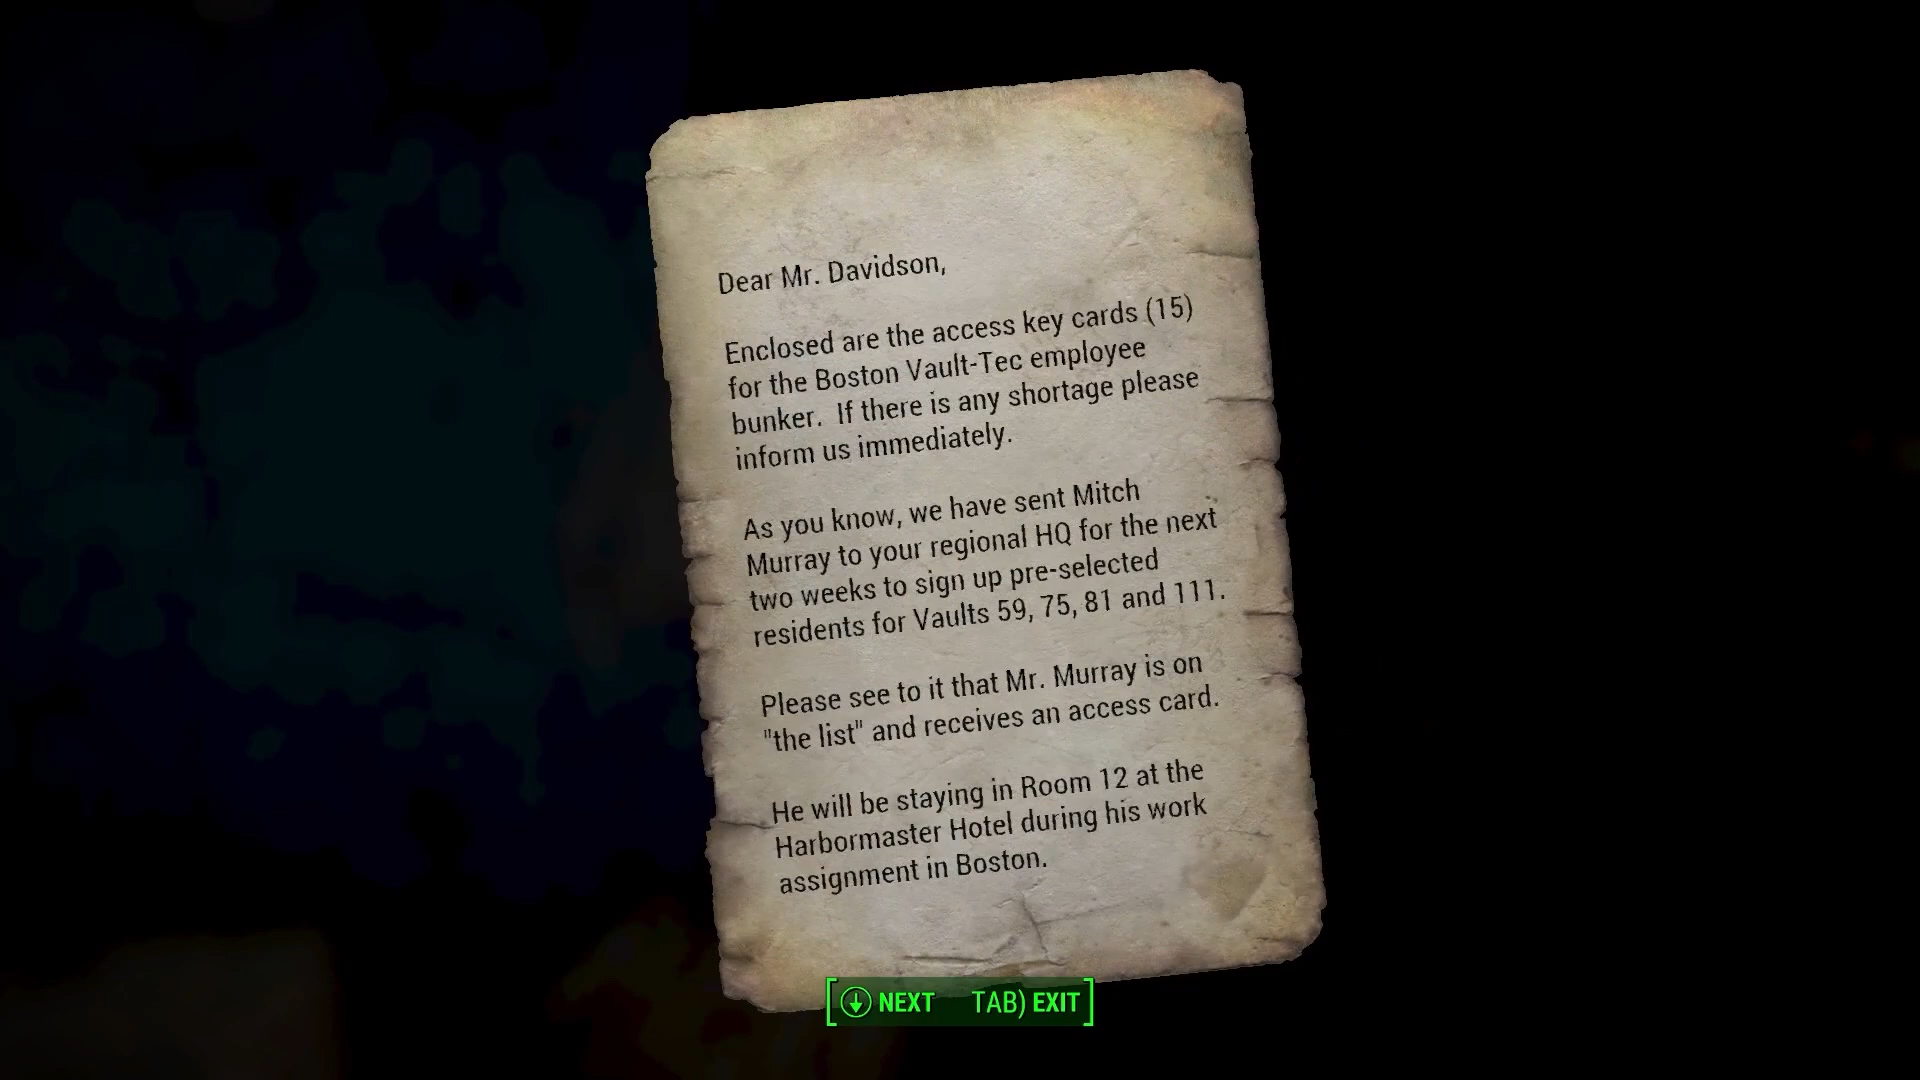 Dear Mr. Davidson,
Enclosed are the access key cards (15)
for the Boston Vault-Tec employee
bunker.  If there is any shortage please
inform us immediately.
As you know, we have sent Mitch
Murray to your regional HQ for the next
two weeks to sign up pre-selected
residents for Vaults 59, 75, 81 and 111.
Please see to it that Mr. Murray is on
"the list" and receives an access card.
He will be staying in Room 12 at the
Harbormaster Hotel during his work
assignment in Boston.
NEXT TAB) EXIT